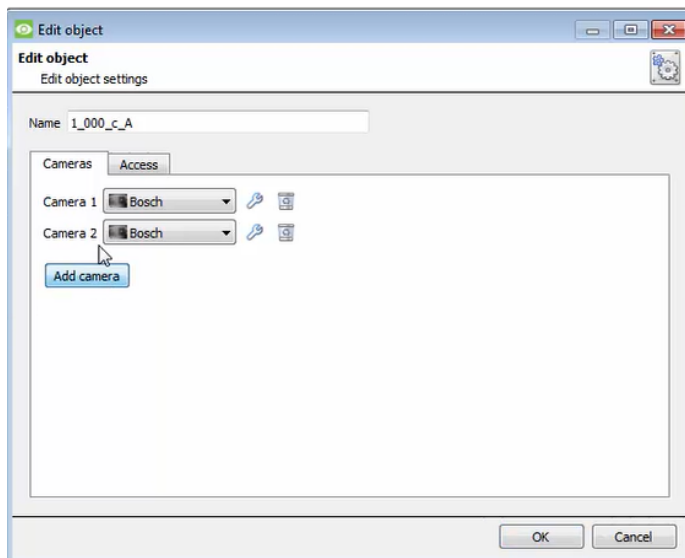 Edit object
Edit object
Edit object settings
Name 1_000_c_A
Cameras Access
Camera 1 Bosch
Camera 2 Bosch
Add camera
OK Cancel